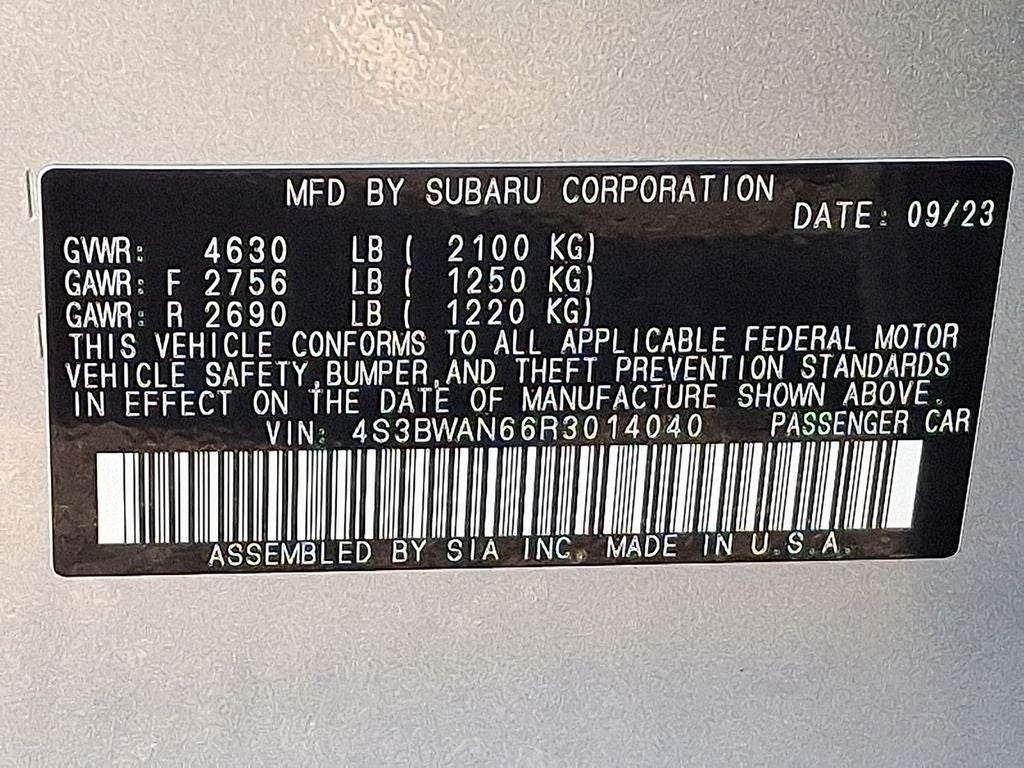 MFD BY SUBARU CORPORATION
DATE: 09/23
GVWR: 4630 LB ( 2100 KG)
GAWR: F 2756 LB ( 1250 KG)
GAWR: R 2690 LB ( 1220 KG)
THIS VEHICLE CONFORMS TO ALL APPLICABLE FEDERAL MOTOR
VEHICLE SAFETY,BUMPER,AND THEFT PREVENTION STANDARDS
IN EFFECT ON THE DATE OF MANUFACTURE SHOWN ABOVE.
VIN: 4S3BWAN66R3014040 PASSENGER CAR
ASSEMBLED BY SIA INC. MADE IN U.S.A.